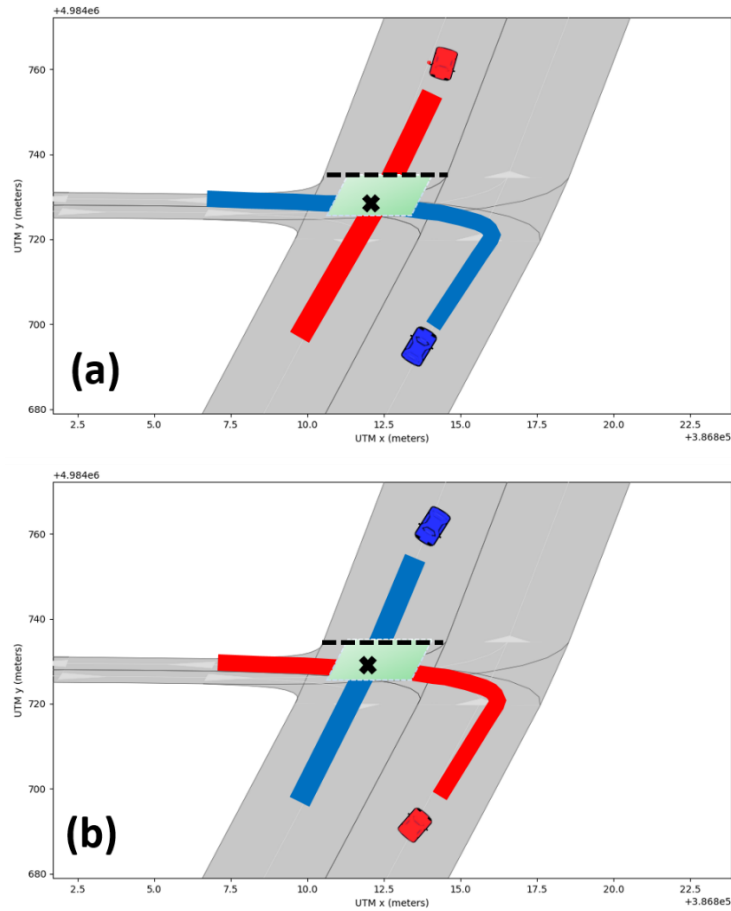 +4.984e6
760
740
720
700
680
UTM y (meters)
(a)
2.5 5.0 7.5 10.0 12.5 15.0 17.5 20.0 22.5
UTM x (meters)
+3.868e5
+4.984e6
760
740
720
700
680
UTM y (meters)
(b)
2.5 5.0 7.5 10.0 12.5 15.0 17.5 20.0 22.5
UTM x (meters)
+3.868e5